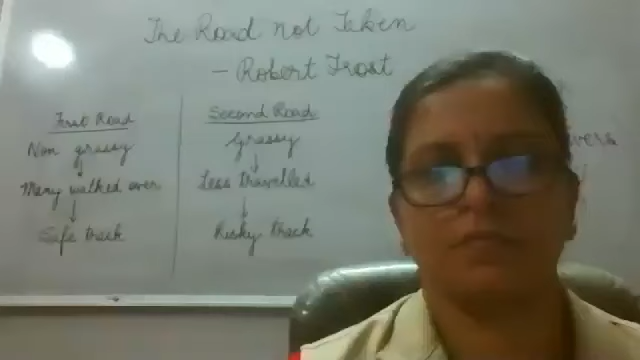 The Road not Taken
- Robert Frost
First Road
Non grassy
Many walked over
Safe track
Second Road
Grassy
Less travelled
Risky track